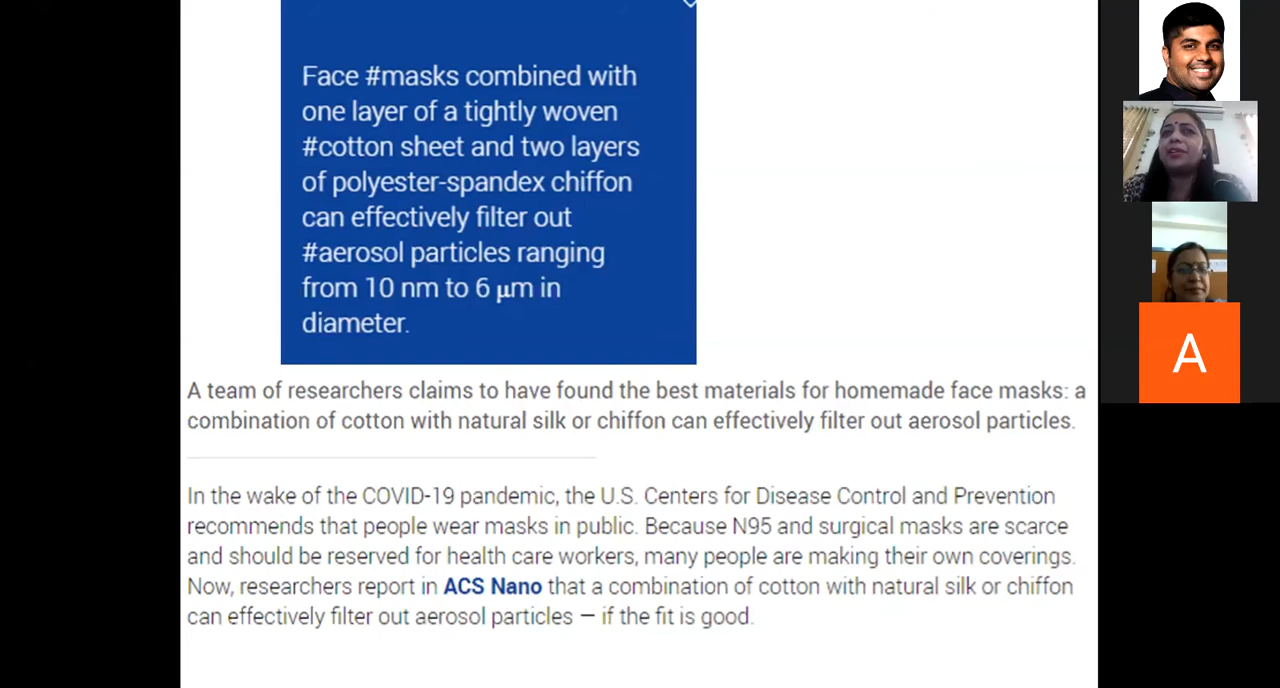 Face #masks combined with
one layer of a tightly woven
#cotton sheet and two layers
of polyester-spandex chiffon
can effectively filter out
#aerosol particles ranging
from 10 nm to 6 μm in
diameter.
A team of researchers claims to have found the best materials for homemade face masks: a
combination of cotton with natural silk or chiffon can effectively filter out aerosol particles.
In the wake of the COVID-19 pandemic, the U.S. Centers for Disease Control and Prevention
recommends that people wear masks in public. Because N95 and surgical masks are scarce
and should be reserved for health care workers, many people are making their own coverings.
Now, researchers report in ACS Nano that a combination of cotton with natural silk or chiffon
can effectively filter out aerosol particles — if the fit is good.
A